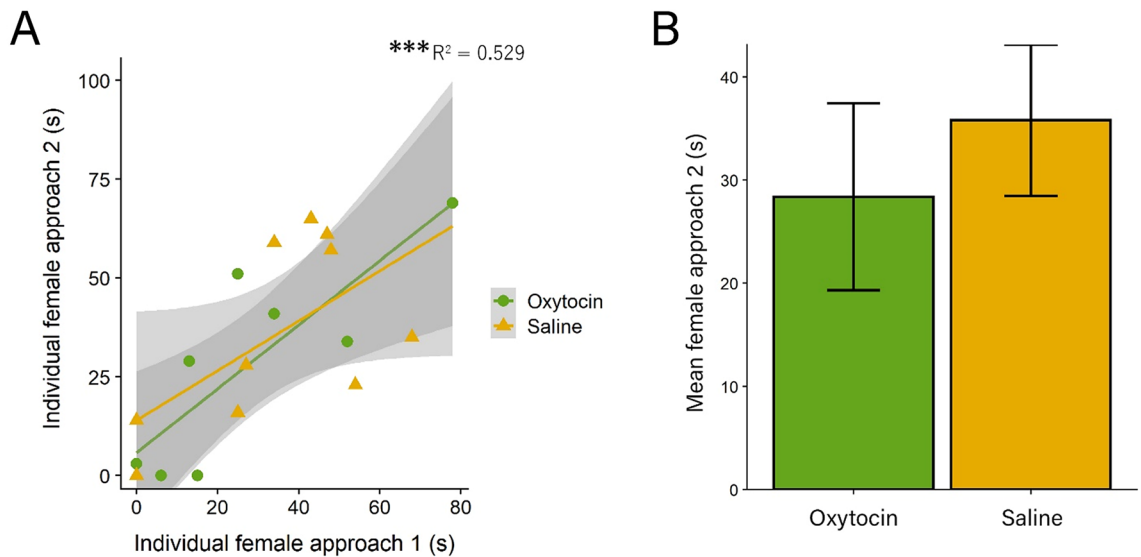 A
***R² = 0.529
Individual female approach 2 (s)
100
75
50
25
0
0 20 40 60 80
Individual female approach 1 (s)
Oxytocin
Saline
B
Mean female approach 2 (s)
40
30
20
10
0
Oxytocin Saline